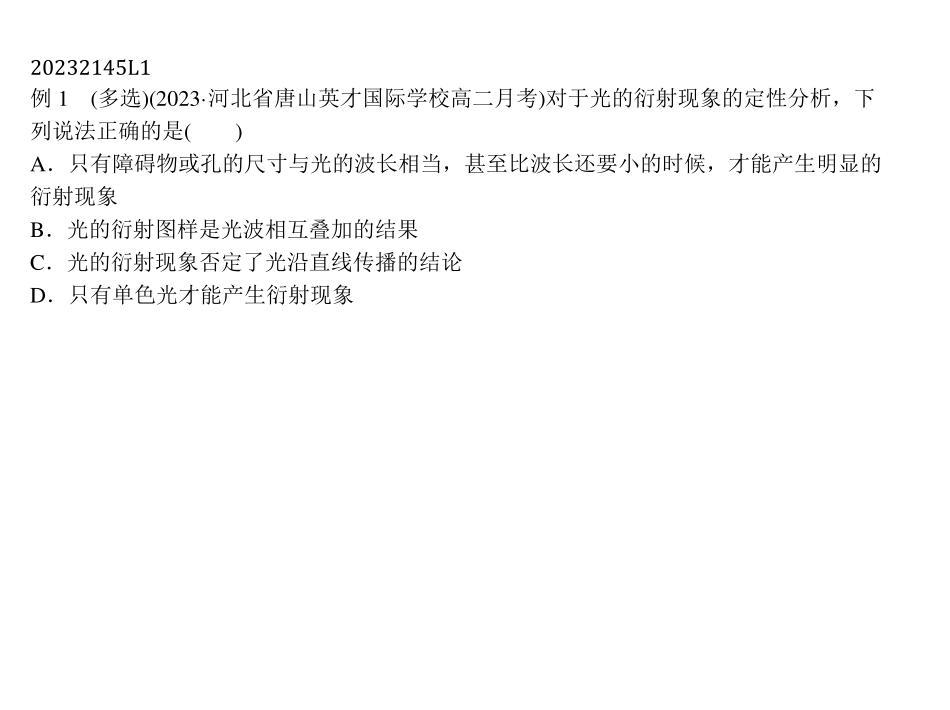 20232145L1
例 1　(多选)(2023·河北省唐山英才国际学校高二月考)对于光的衍射现象的定性分析，下
列说法正确的是(　　)
A．只有障碍物或孔的尺寸与光的波长相当，甚至比波长还要小的时候，才能产生明显的
衍射现象
B．光的衍射图样是光波相互叠加的结果
C．光的衍射现象否定了光沿直线传播的结论
D．只有单色光才能产生衍射现象